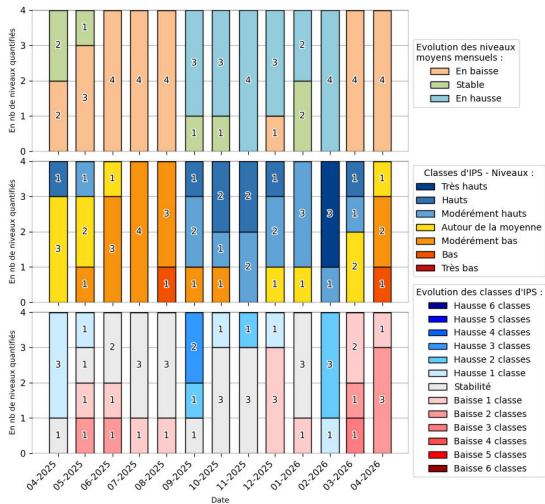 En nb de niveaux quantifiés
0
1
2
3
4
2 1 4 4 4 3 3 4 3 2 4 4 4
2 3 1 1 1 2
Evolution des niveaux
moyens mensuels :
En baisse
Stable
En hausse
En nb de niveaux quantifiés
0
1
2
3
4
1 1 1 4 3 1 2 2 1 3 3 1 1
3 2 3 1 2 1 2 2 1 1 1 2
1 1 1 1 2 1
Classes d'IPS - Niveaux :
Très hauts
Hauts
Modérément hauts
Autour de la moyenne
Modérément bas
Bas
Très bas
En nb de niveaux quantifiés
0
1
2
3
4
3 1 2 3 3 2 1 1 1 3 3 2 1
1 1 1 1 1 1 3 3 3 1 1 1 3
1 1 1 1
1
Evolution des classes d'IPS :
Hausse 6 classes
Hausse 5 classes
Hausse 4 classes
Hausse 3 classes
Hausse 2 classes
Hausse 1 classe
Stabilité
Baisse 1 classe
Baisse 2 classes
Baisse 3 classes
Baisse 4 classes
Baisse 5 classes
Baisse 6 classes
04-2025
05-2025
06-2025
07-2025
08-2025
09-2025
10-2025
11-2025
12-2025
01-2026
02-2026
03-2026
04-2026
Date